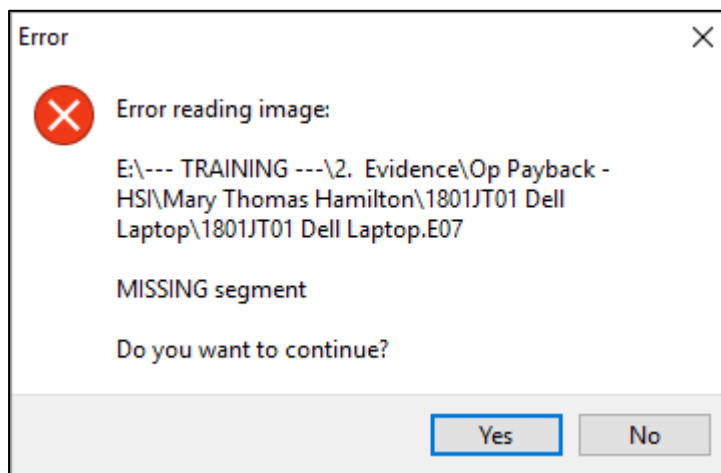 Error
Error reading image:
E:\--- TRAINING ---\2.  Evidence\Op Payback -
HSI\Mary Thomas Hamilton\1801JT01 Dell
Laptop\1801JT01 Dell Laptop.E07
MISSING segment
Do you want to continue?
Yes
No